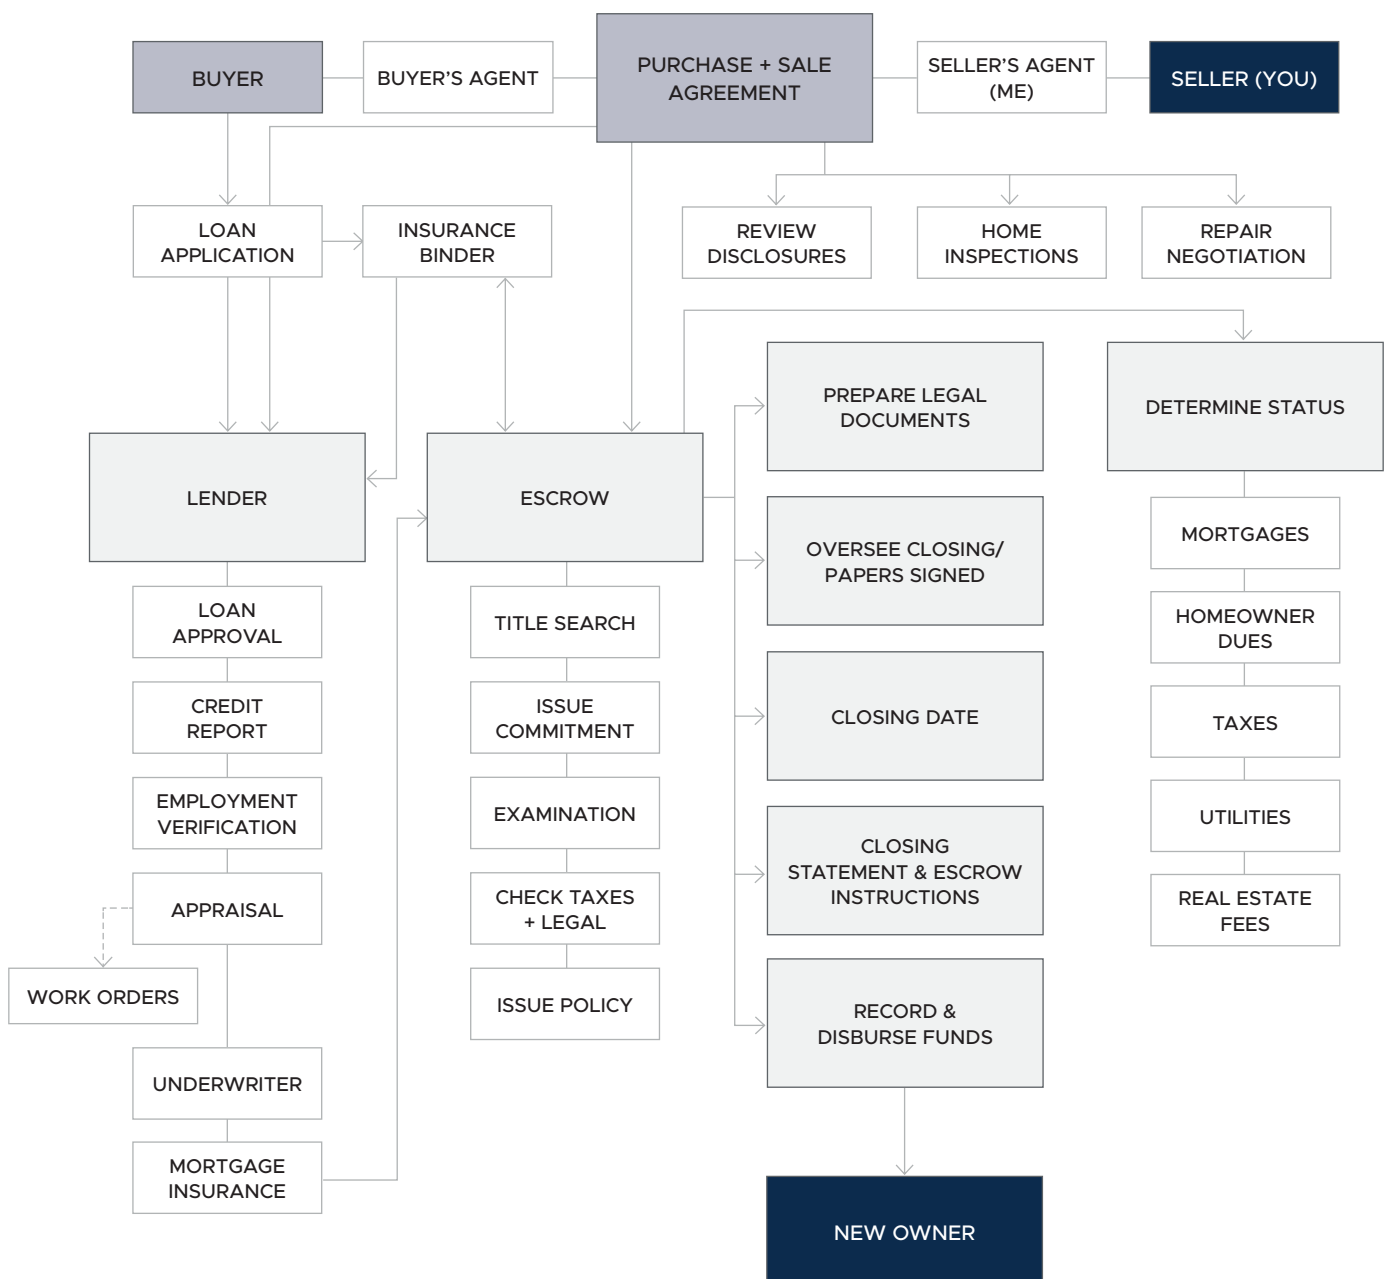 BUYER
BUYER'S AGENT
PURCHASE + SALE
AGREEMENT
SELLER'S AGENT
(ME)
SELLER (YOU)
LOAN
APPLICATION
INSURANCE
BINDER
REVIEW
DISCLOSURES
HOME
INSPECTIONS
REPAIR
NEGOTIATION
LENDER
LOAN
APPROVAL
CREDIT
REPORT
EMPLOYMENT
VERIFICATION
APPRAISAL
WORK ORDERS
UNDERWRITER
MORTGAGE
INSURANCE
ESCROW
TITLE SEARCH
ISSUE
COMMITMENT
EXAMINATION
CHECK TAXES
+ LEGAL
ISSUE POLICY
PREPARE LEGAL
DOCUMENTS
OVERSEE CLOSING/
PAPERS SIGNED
CLOSING DATE
CLOSING
STATEMENT & ESCROW
INSTRUCTIONS
RECORD &
DISBURSE FUNDS
NEW OWNER
DETERMINE STATUS
MORTGAGES
HOMEOWNER
DUES
TAXES
UTILITIES
REAL ESTATE
FEES